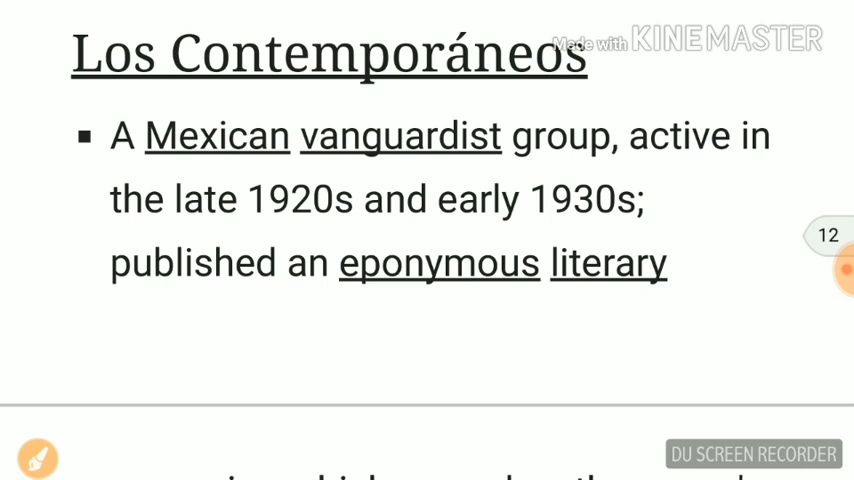 Los Contemporáneos
Made with KINEMASTER
▪ A Mexican vanguardist group, active in
the late 1920s and early 1930s;
12
published an eponymous literary
DU SCREEN RECORDER